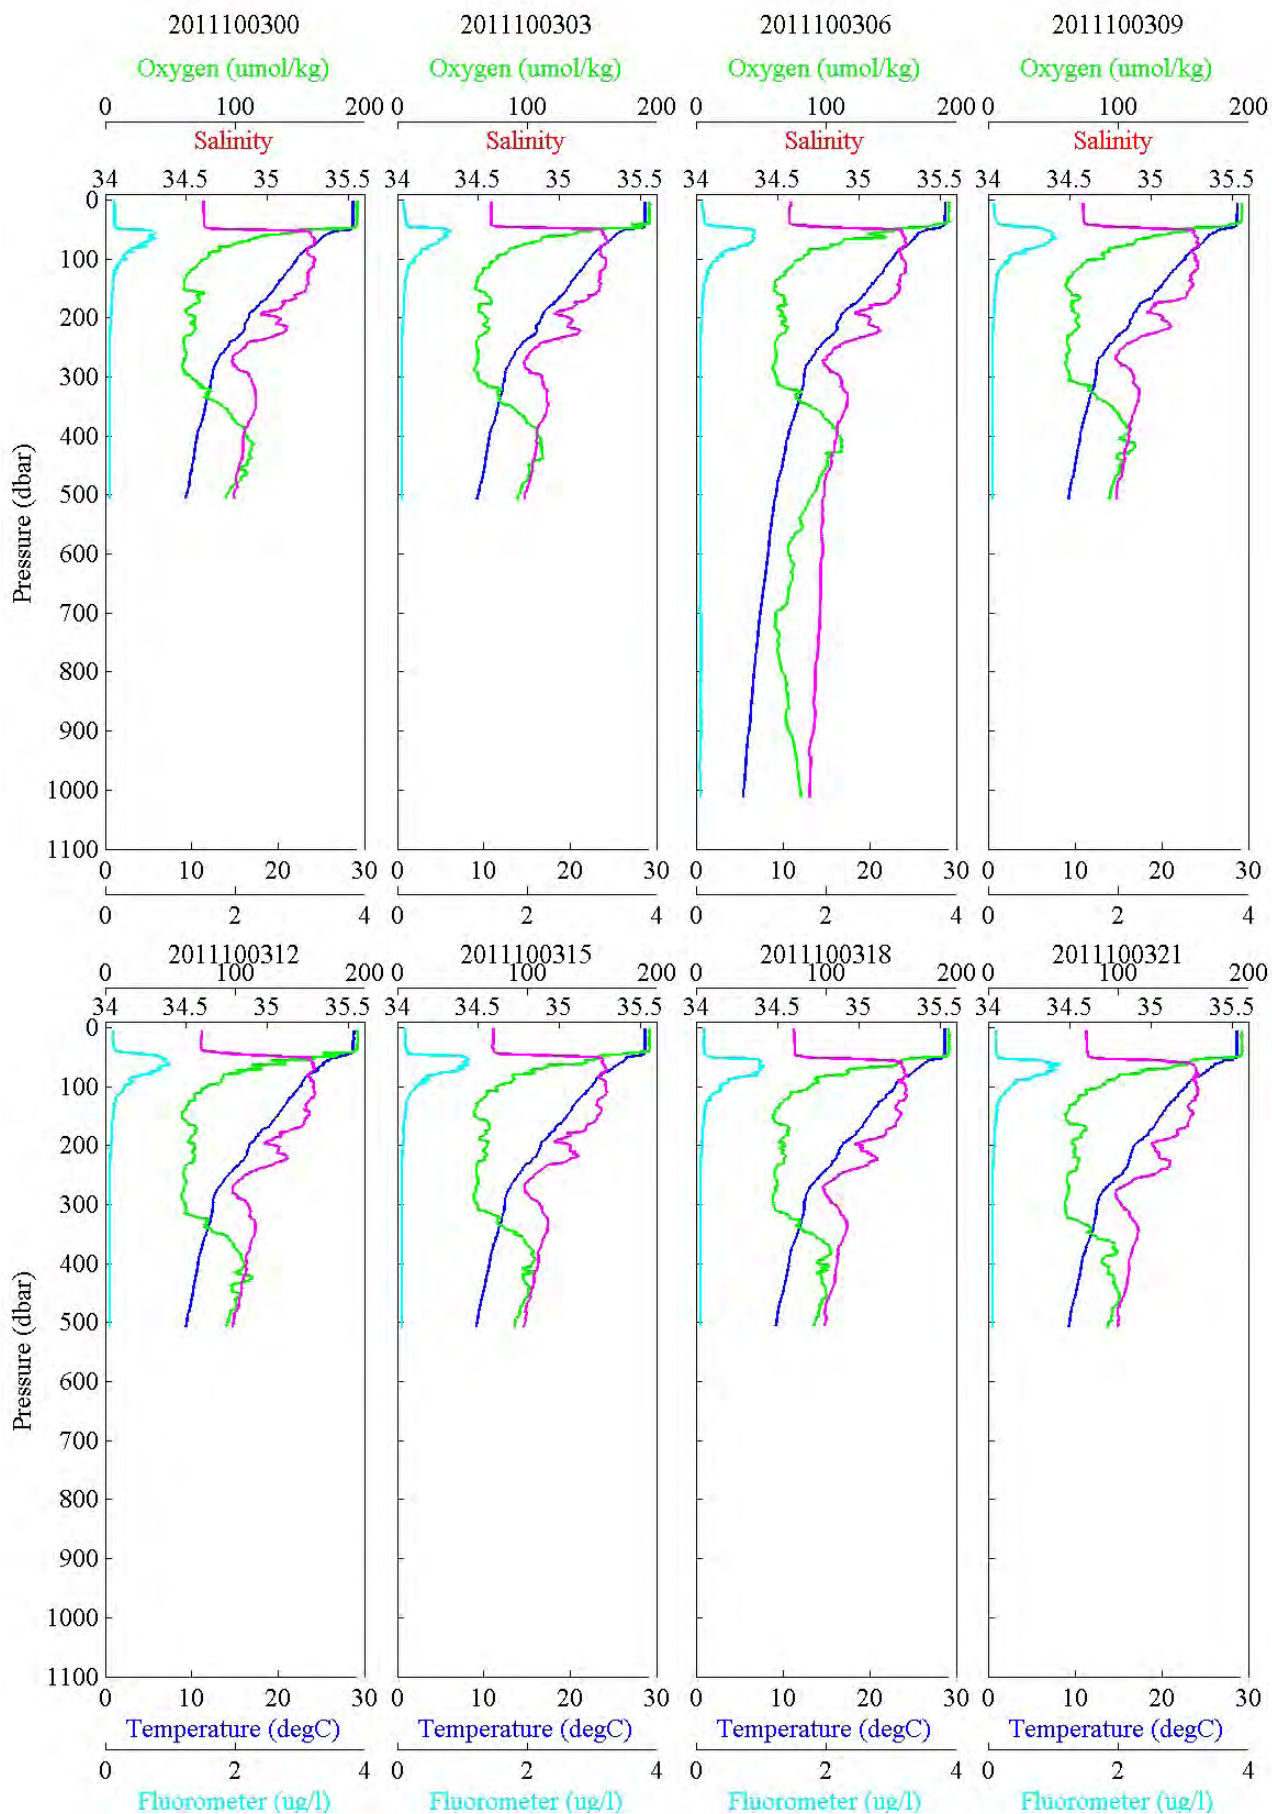 2011100300 2011100303 2011100306 2011100309
Oxygen (umol/kg) Oxygen (umol/kg) Oxygen (umol/kg) Oxygen (umol/kg)
0 100 200 0 100 200 0 100 200 0 100 200
Salinity Salinity Salinity Salinity
34 34.5 35 35.5 34 34.5 35 35.5 34 34.5 35 35.5 34 34.5 35 35.5
0
100
200
300
400
500
600
700
800
900
1000
1100
Pressure (dbar)
0 10 20 30 0 10 20 30 0 10 20 30 0 10 20 30
0 2 4 0 2 4 0 2 4 0 2 4
2011100312 2011100315 2011100318 2011100321
0 100 200 0 100 200 0 100 200 0 100 200
34 34.5 35 35.5 34 34.5 35 35.5 34 34.5 35 35.5 34 34.5 35 35.5
0
100
200
300
400
500
600
700
800
900
1000
1100
Pressure (dbar)
0 10 20 30 0 10 20 30 0 10 20 30 0 10 20 30
Temperature (degC) Temperature (degC) Temperature (degC) Temperature (degC)
0 2 4 0 2 4 0 2 4 0 2 4
Fluorometer (ug/l) Fluorometer (ug/l) Fluorometer (ug/l) Fluorometer (ug/l)